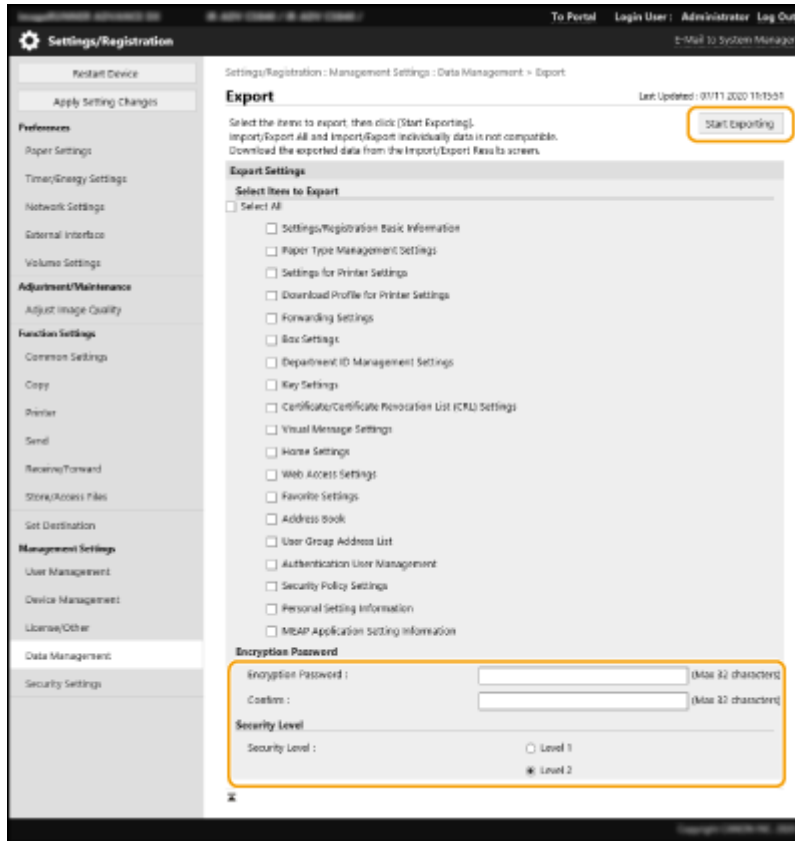 To Portal Login User : Administrator Log Out
Settings/Registration
E-Mail to System Manager
Restart Device
Apply Setting Changes
Preferences
Paper Settings
Timer/Energy Settings
Network Settings
External Interface
Volume Settings
Adjustment/Maintenance
Adjust Image Quality
Function Settings
Common Settings
Copy
Printer
Send
Receive/Forward
Store/Access Files
Set Destination
Management Settings
User Management
Device Management
License/Other
Data Management
Security Settings
Settings/Registration : Management Settings : Data Management > Export
Export
Last Updated : 01/11 2020 11:15:51
Select the items to export, then click [Start Exporting].
Import/Export All and Import/Export Individually data is not compatible.
Download the exported data from the Import/Export Results screen.
Start Exporting
Export Settings
Select Item to Export
Select All
Settings/Registration Basic Information
Paper Type Management Settings
Settings for Printer Settings
Download Profile for Printer Settings
Forwarding Settings
Box Settings
Department ID Management Settings
Key Settings
Certificate/Certificate Revocation List (CRL) Settings
Visual Message Settings
Home Settings
Web Access Settings
Favorite Settings
Address Book
User Group Address List
Authentication User Management
Security Policy Settings
Personal Setting Information
MEAP Application Setting Information
Encryption Password
Encryption Password : (Max 32 characters)
Confirm : (Max 32 characters)
Security Level
Security Level : Level 1
Level 2